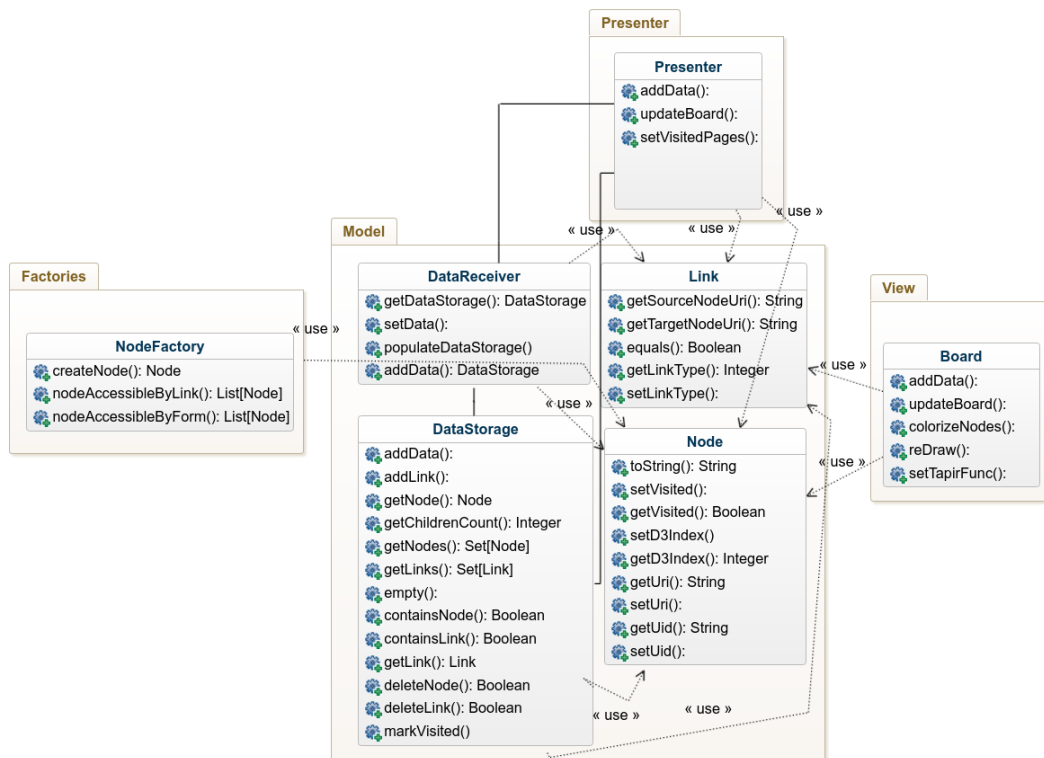 Presenter
Presenter
addData():
updateBoard():
setVisitedPages():
« use »
« use »
« use »
Model
DataReceiver
getDataStorage(): DataStorage
setData():
populateDataStorage()
addData(): DataStorage
Link
getSourceNodeUri(): String
getTargetNodeUri(): String
equals(): Boolean
getLinkType(): Integer
setLinkType():
Factories
NodeFactory
createNode(): Node
nodeAccessibleByLink(): List[Node]
nodeAccessibleByForm(): List[Node]
« use »
View
Board
addData():
updateBoard():
colorizeNodes():
reDraw():
setTapirFunc():
« use »
« use »
« use »
DataStorage
addData():
addLink():
getNode(): Node
getChildrenCount(): Integer
getNodes(): Set[Node]
getLinks(): Set[Link]
empty():
containsNode(): Boolean
containsLink(): Boolean
getLink(): Link
deleteNode(): Boolean
deleteLink(): Boolean
markVisited()
Node
toString(): String
setVisited():
getVisited(): Boolean
setD3Index()
getD3Index(): Integer
getUri(): String
setUri():
getUid(): String
setUid():
« use »
« use »